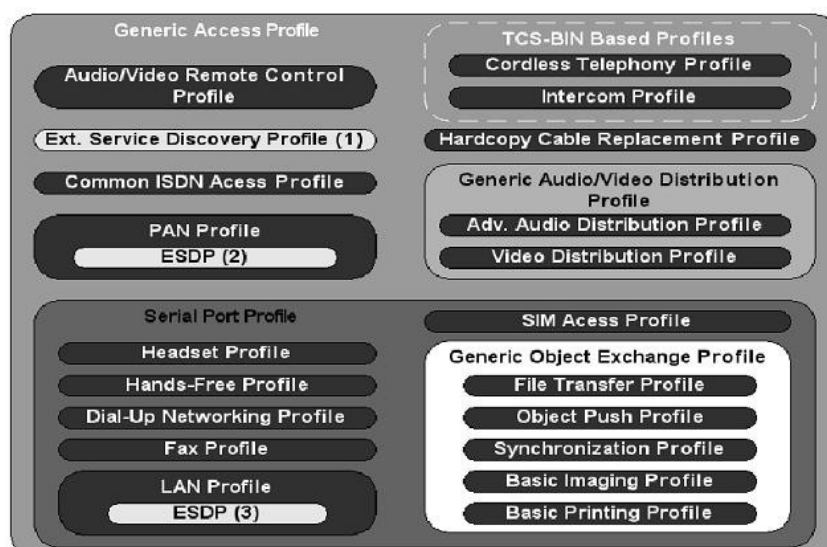 Generic Access Profile
Audio/Video Remote Control
Profile
Ext. Service Discovery Profile (1)
Common ISDN Acess Profile
PAN Profile
ESDP (2)
TCS-BIN Based Profiles
Cordless Telephony Profile
Intercom Profile
Hardcopy Cable Replacement Profile
Generic Audio/Video Distribution
Profile
Adv. Audio Distribution Profile
Video Distribution Profile
Serial Port Profile
Headset Profile
Hands-Free Profile
Dial-Up Networking Profile
Fax Profile
LAN Profile
ESDP (3)
SIM Acess Profile
Generic Object Exchange Profile
File Transfer Profile
Object Push Profile
Synchronization Profile
Basic Imaging Profile
Basic Printing Profile